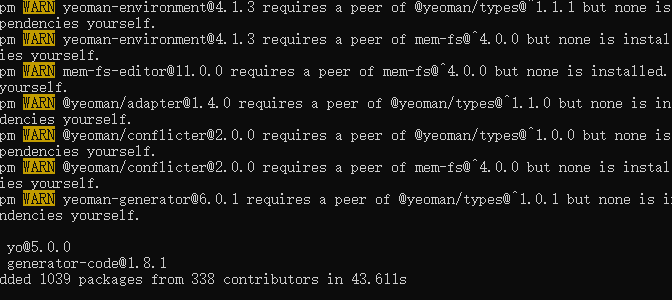 pm WARN yeoman-environment@4.1.3 requires a peer of @yeoman/types@^1.1.1 but none is
pendencies yourself.
pm WARN yeoman-environment@4.1.3 requires a peer of mem-fs@^4.0.0 but none is instal
ies yourself.
pm WARN mem-fs-editor@11.0.0 requires a peer of mem-fs@^4.0.0 but none is installed.
yourself.
pm WARN @yeoman/adapter@1.4.0 requires a peer of @yeoman/types@^1.1.0 but none is in
dencies yourself.
pm WARN @yeoman/conflicter@2.0.0 requires a peer of @yeoman/types@^1.0.0 but none is
pendencies yourself.
pm WARN @yeoman/conflicter@2.0.0 requires a peer of mem-fs@^4.0.0 but none is instal
ies yourself.
pm WARN yeoman-generator@6.0.1 requires a peer of @yeoman/types@^1.0.1 but none is i
ndencies yourself.
yo@5.0.0
generator-code@1.8.1
dded 1039 packages from 338 contributors in 43.611s